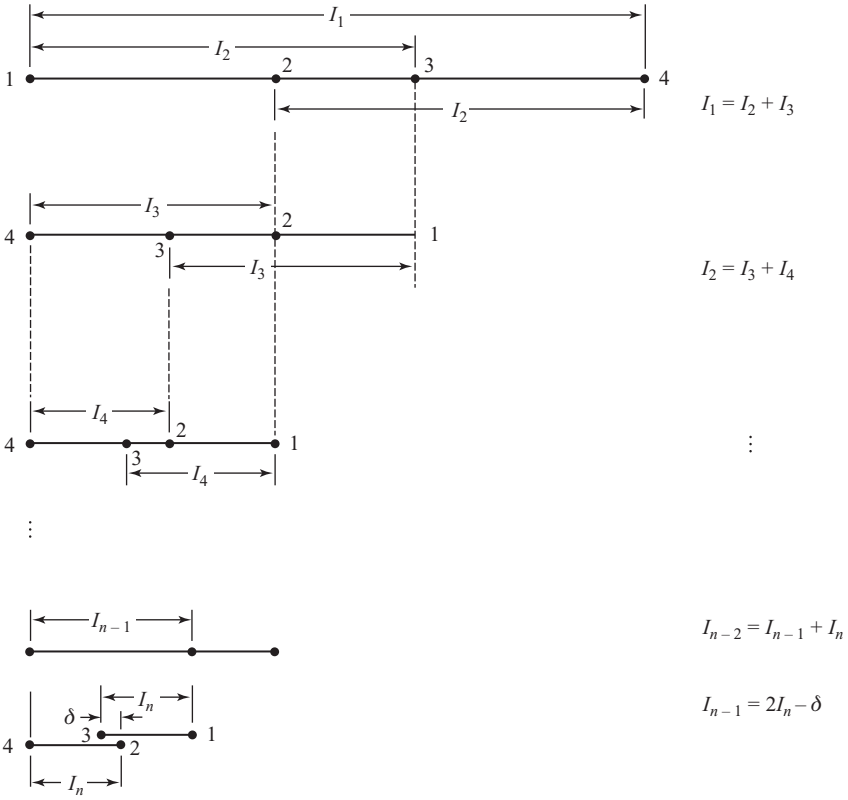 I₁
I₂
1 2 3 4
I₂
I₁ = I₂ + I₃
I₃
4 3 2 1
I₃
I₂ = I₃ + I₄
I₄
4 3 2 1
I₄
⋮
⋮
Iₙ₋₁
Iₙ₋₂ = Iₙ₋₁ + Iₙ
Iₙ
Iₙ₋₁ = 2Iₙ – δ
δ
3 1
4 2
Iₙ